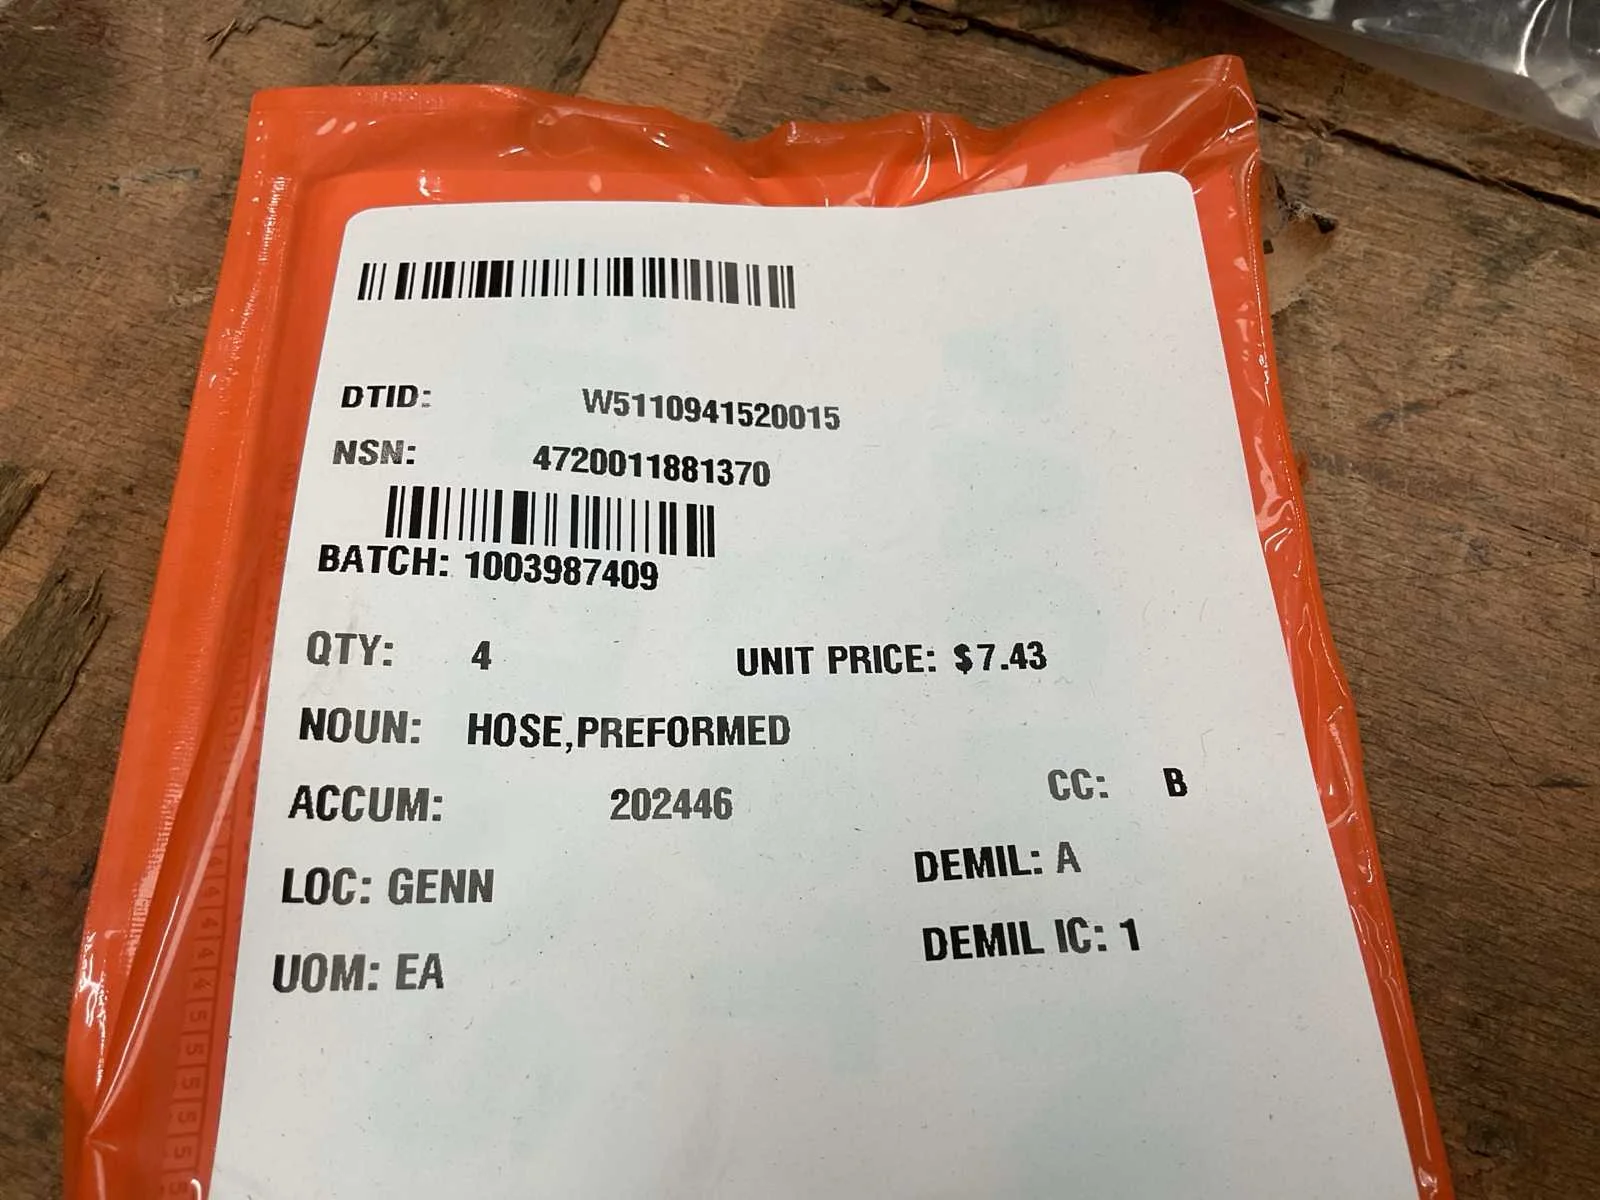 DTID: W5110941520015
NSN: 4720011881370
BATCH: 1003987409
QTY: 4 UNIT PRICE: $7.43
NOUN: HOSE,PREFORMED
ACCUM: 202446 CC: B
LOC: GENN DEMIL: A
UOM: EA DEMIL IC: 1